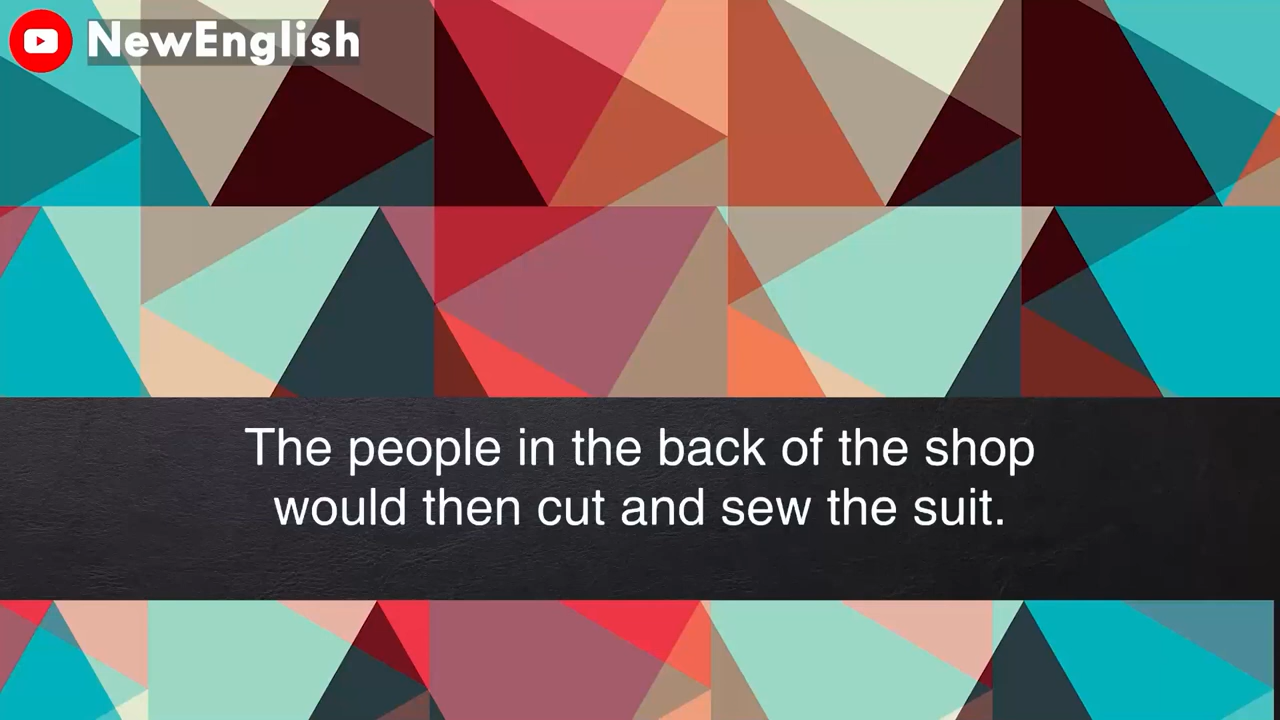 NewEnglish
The people in the back of the shop
would then cut and sew the suit.